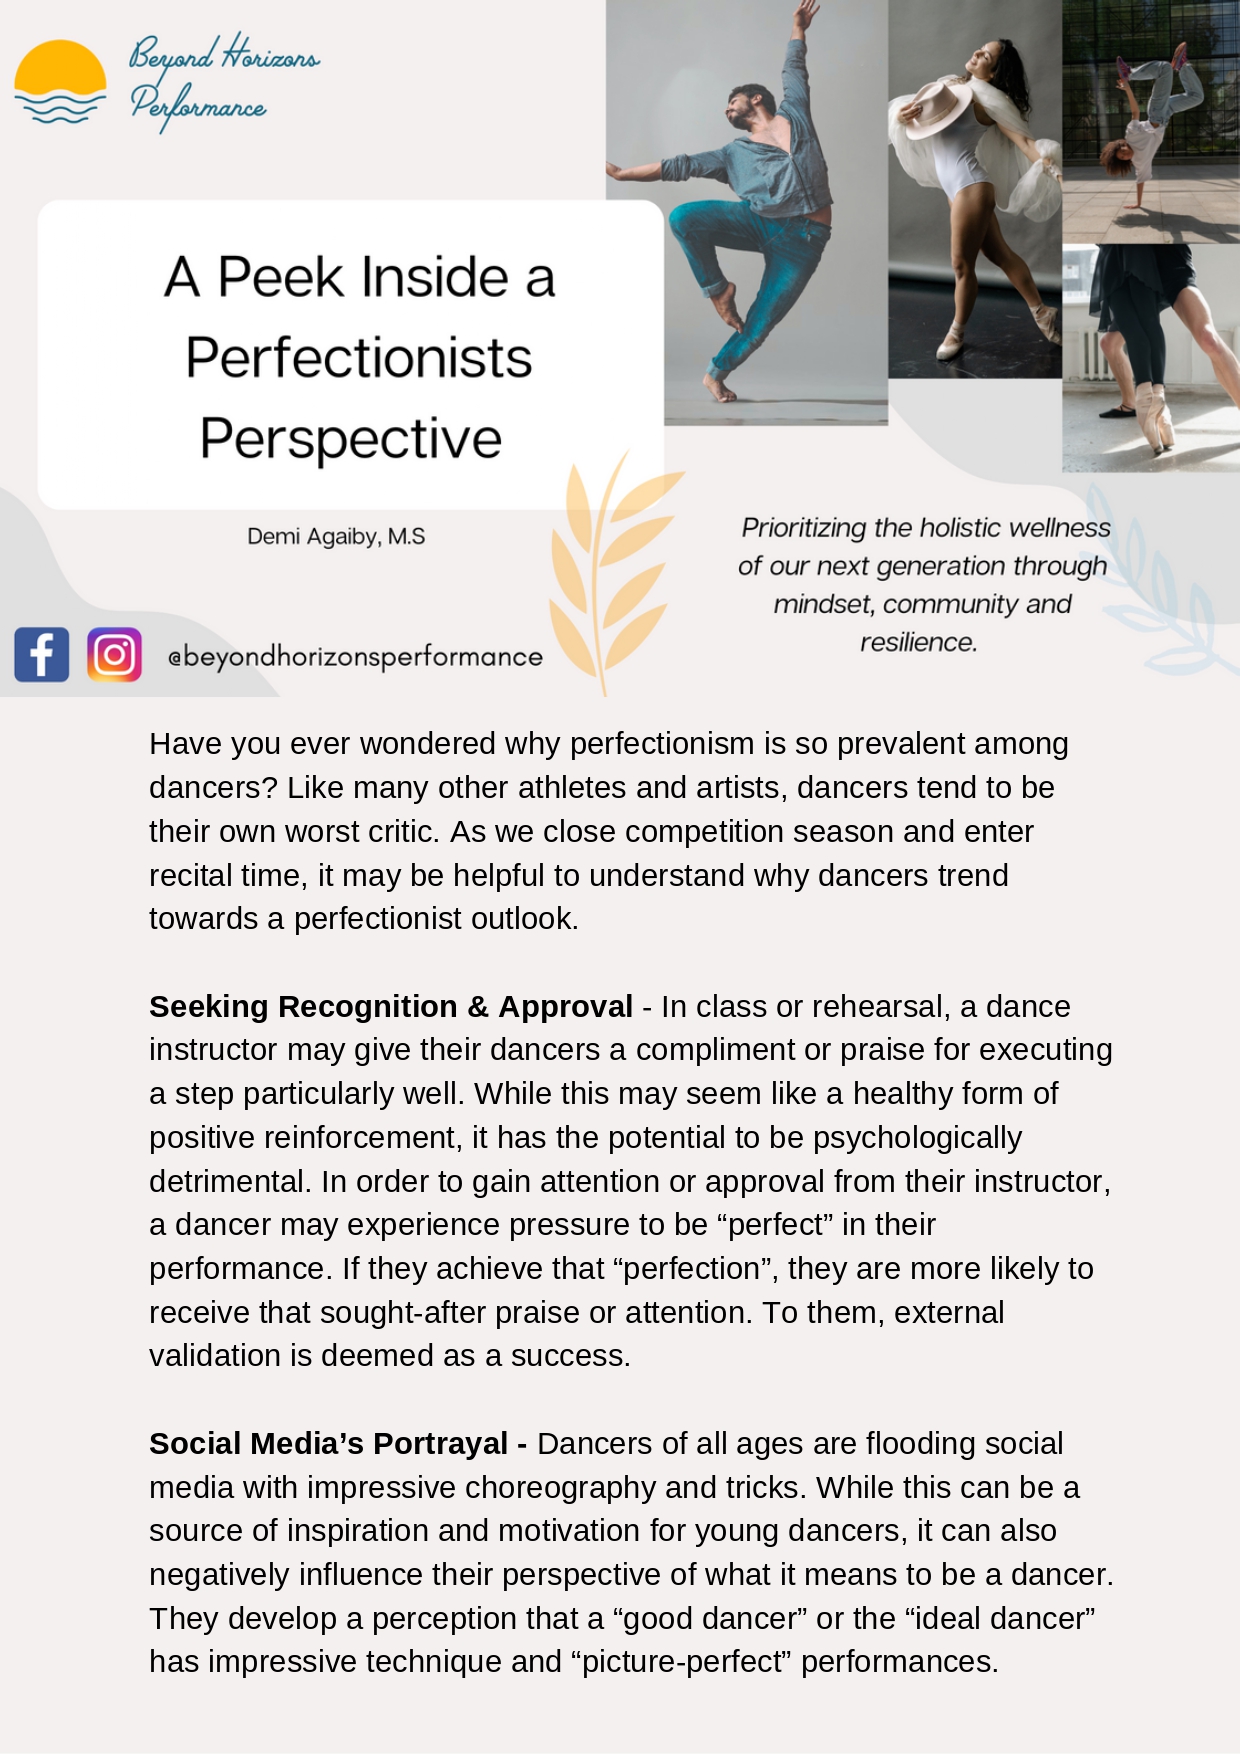 Beyond Horizons
Performance
A Peek Inside a
Perfectionists
Perspective
Demi Agaiby, M.S
Prioritizing the holistic wellness
of our next generation through
mindset, community and
resilience.
@beyondhorizonsperformance
Have you ever wondered why perfectionism is so prevalent among
dancers? Like many other athletes and artists, dancers tend to be
their own worst critic. As we close competition season and enter
recital time, it may be helpful to understand why dancers trend
towards a perfectionist outlook.
Seeking Recognition & Approval - In class or rehearsal, a dance
instructor may give their dancers a compliment or praise for executing
a step particularly well. While this may seem like a healthy form of
positive reinforcement, it has the potential to be psychologically
detrimental. In order to gain attention or approval from their instructor,
a dancer may experience pressure to be “perfect” in their
performance. If they achieve that “perfection”, they are more likely to
receive that sought-after praise or attention. To them, external
validation is deemed as a success.
Social Media’s Portrayal - Dancers of all ages are flooding social
media with impressive choreography and tricks. While this can be a
source of inspiration and motivation for young dancers, it can also
negatively influence their perspective of what it means to be a dancer.
They develop a perception that a “good dancer” or the “ideal dancer”
has impressive technique and “picture-perfect” performances.